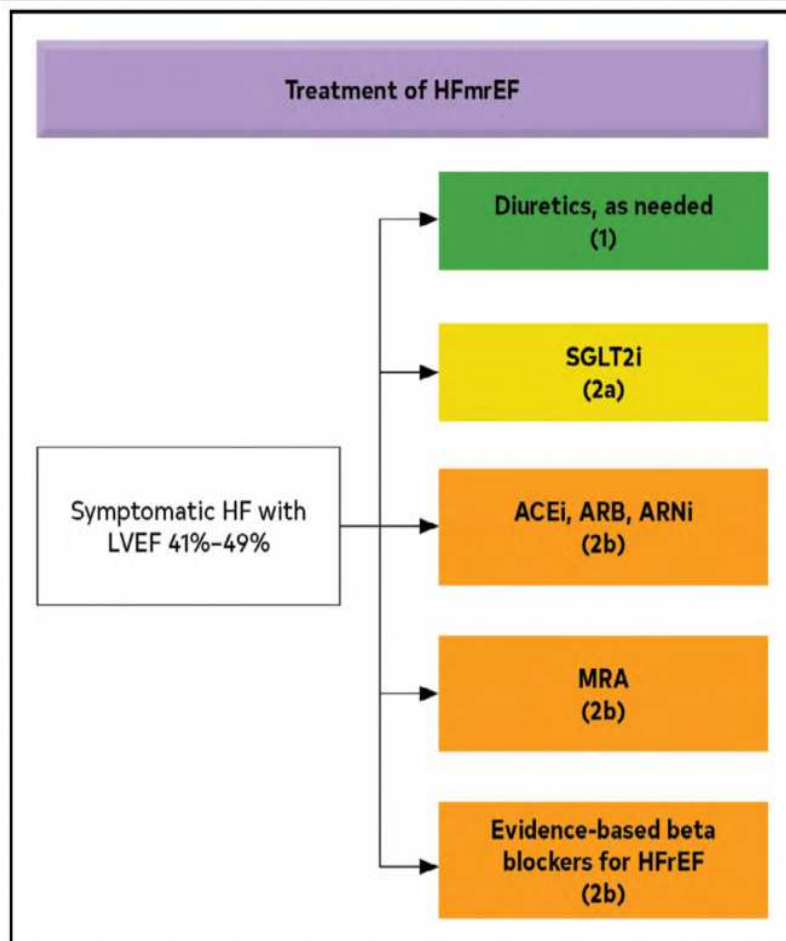 Treatment of HFmrEF
Diuretics, as needed
(1)
SGLT2i
(2a)
Symptomatic HF with
LVEF 41%–49%
ACEi, ARB, ARNi
(2b)
MRA
(2b)
Evidence-based beta
blockers for HFrEF
(2b)